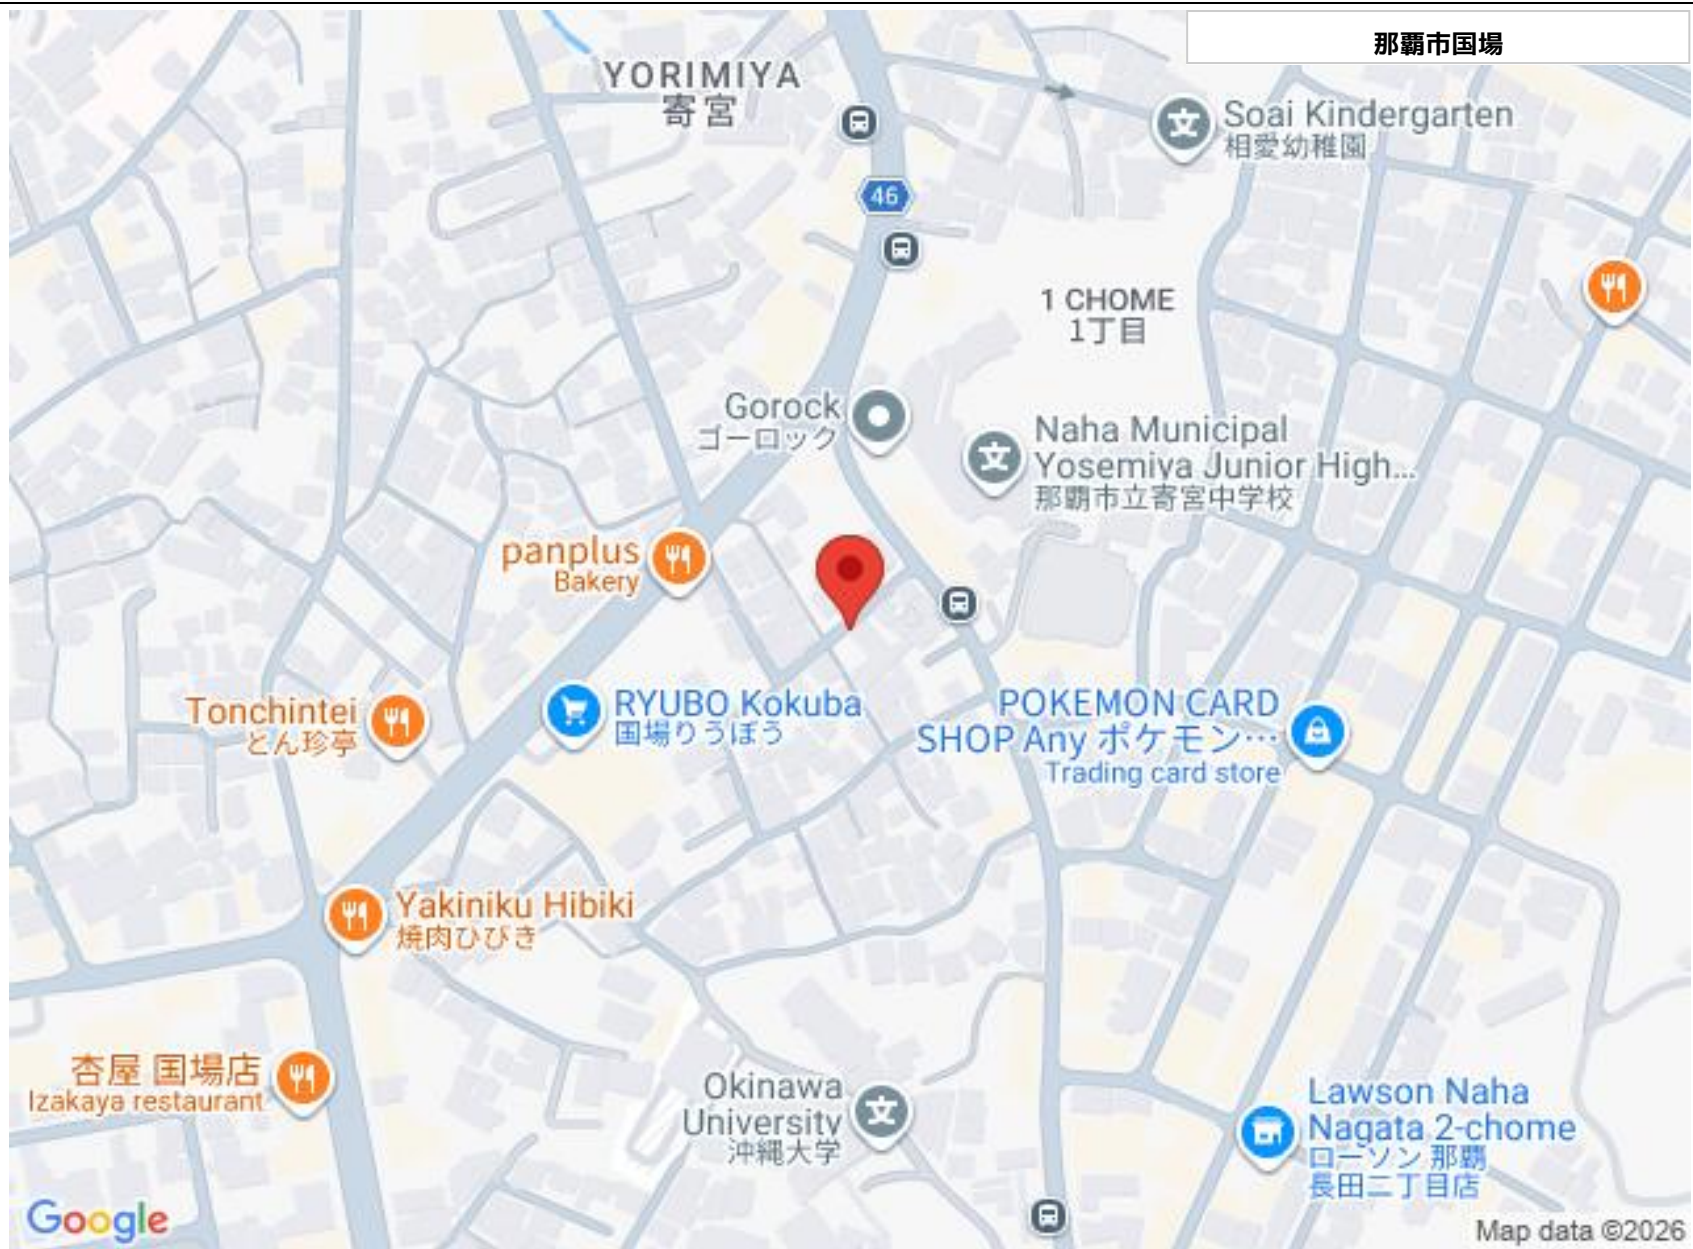 那覇市国場
YORIMIYA
寄宮
Soai Kindergarten
相愛幼稚園
46
1 CHOME
1丁目
Gorock
ゴーロック
Naha Municipal
Yosemiya Junior High...
那覇市立寄宮中学校
panplus
Bakery
RYUBO Kokuba
国場りうぼう
POKEMON CARD
SHOP Any ポケモン…
Trading card store
Tonchintei
とん珍亭
Yakiniku Hibiki
焼肉ひびき
杏屋 国場店
Izakaya restaurant
Okinawa
University
沖縄大学
Lawson Naha
Nagata 2-chome
ローソン 那覇
長田二丁目店
Google
Map data ©2026